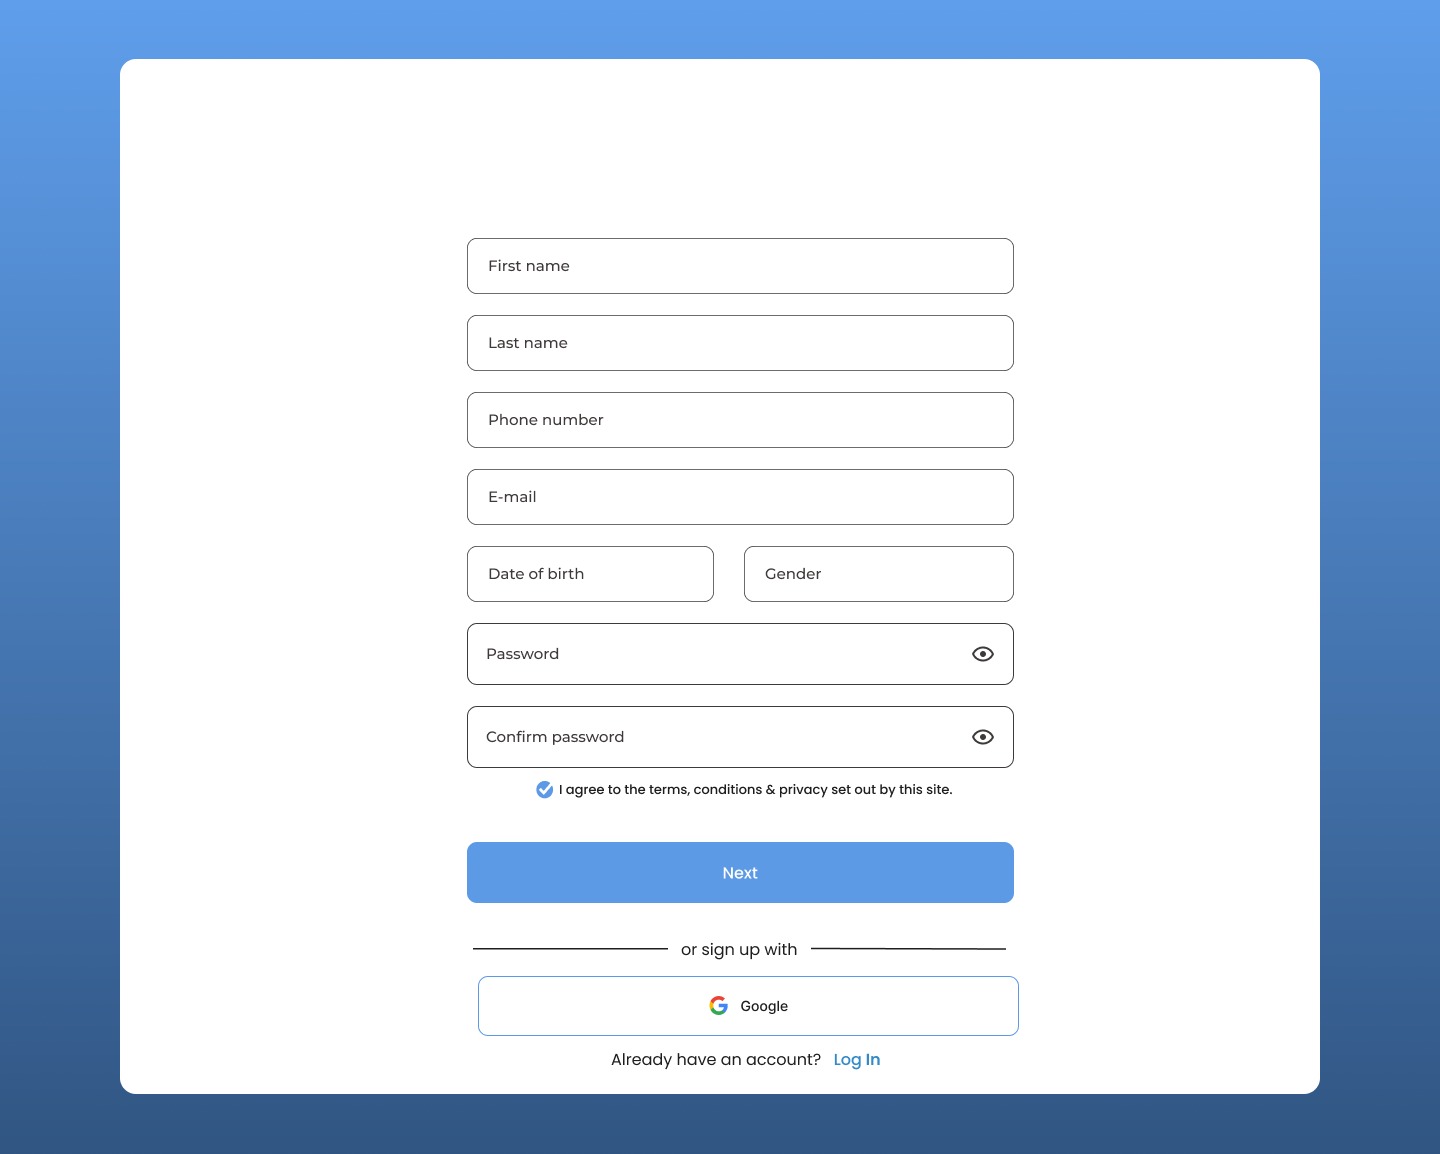 First name
Last name
Phone number
E-mail
Date of birth
Gender
Password
Confirm password
I agree to the terms, conditions & privacy set out by this site.
Next
or sign up with
Google
Already have an account? Log In